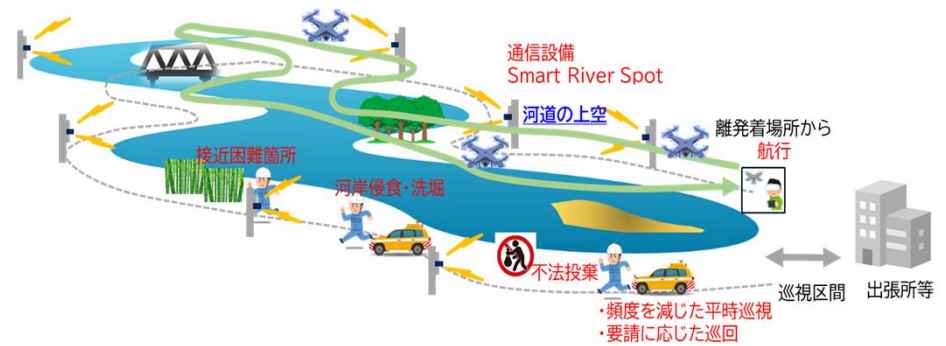 通信設備
Smart River Spot
河道の上空
離発着場所から
航行
接近困難箇所
河岸侵食・洗堀
不法投棄
巡視区間
出張所等
・頻度を減じた平時巡視
・要請に応じた巡回